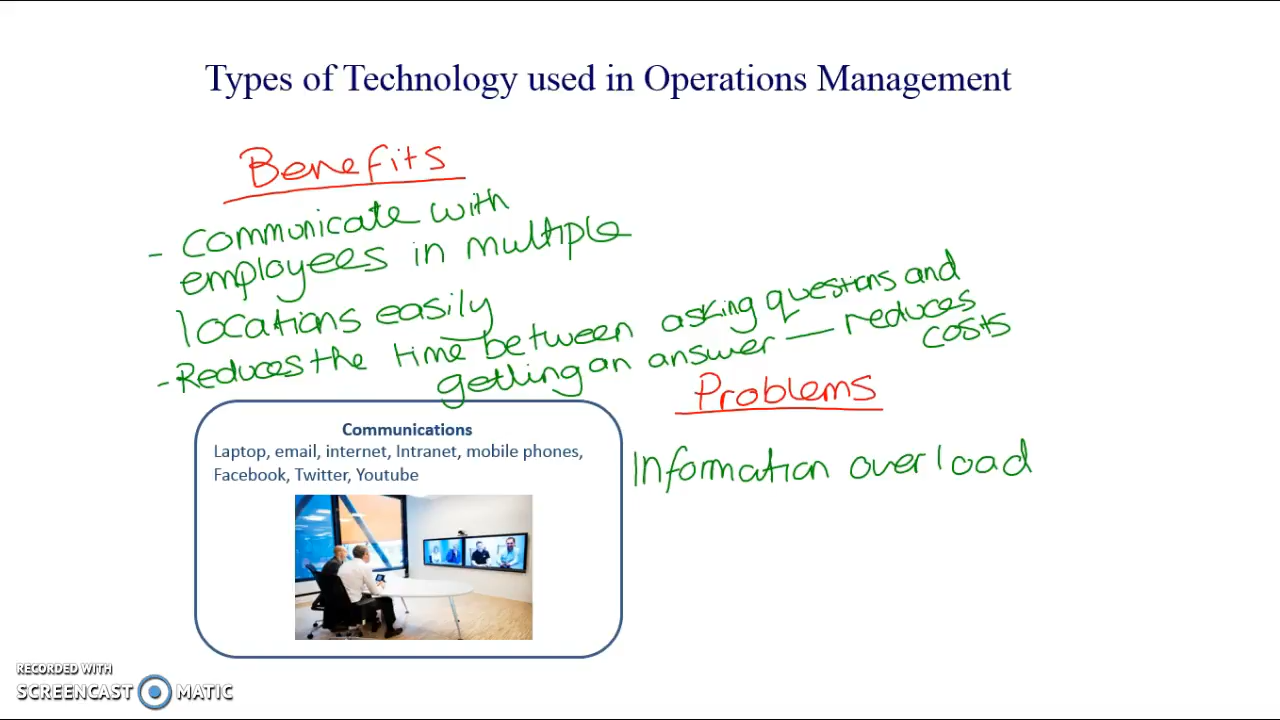 Types of Technology used in Operations Management
Benefits
- Communicate with
employees in multiple
locations easily
- Reduces the time between asking questions and
getting an answer — reduces
costs
Problems
Information overload
Communications
Laptop, email, internet, Intranet, mobile phones,
Facebook, Twitter, Youtube
RECORDED WITH
SCREENCAST MATIC